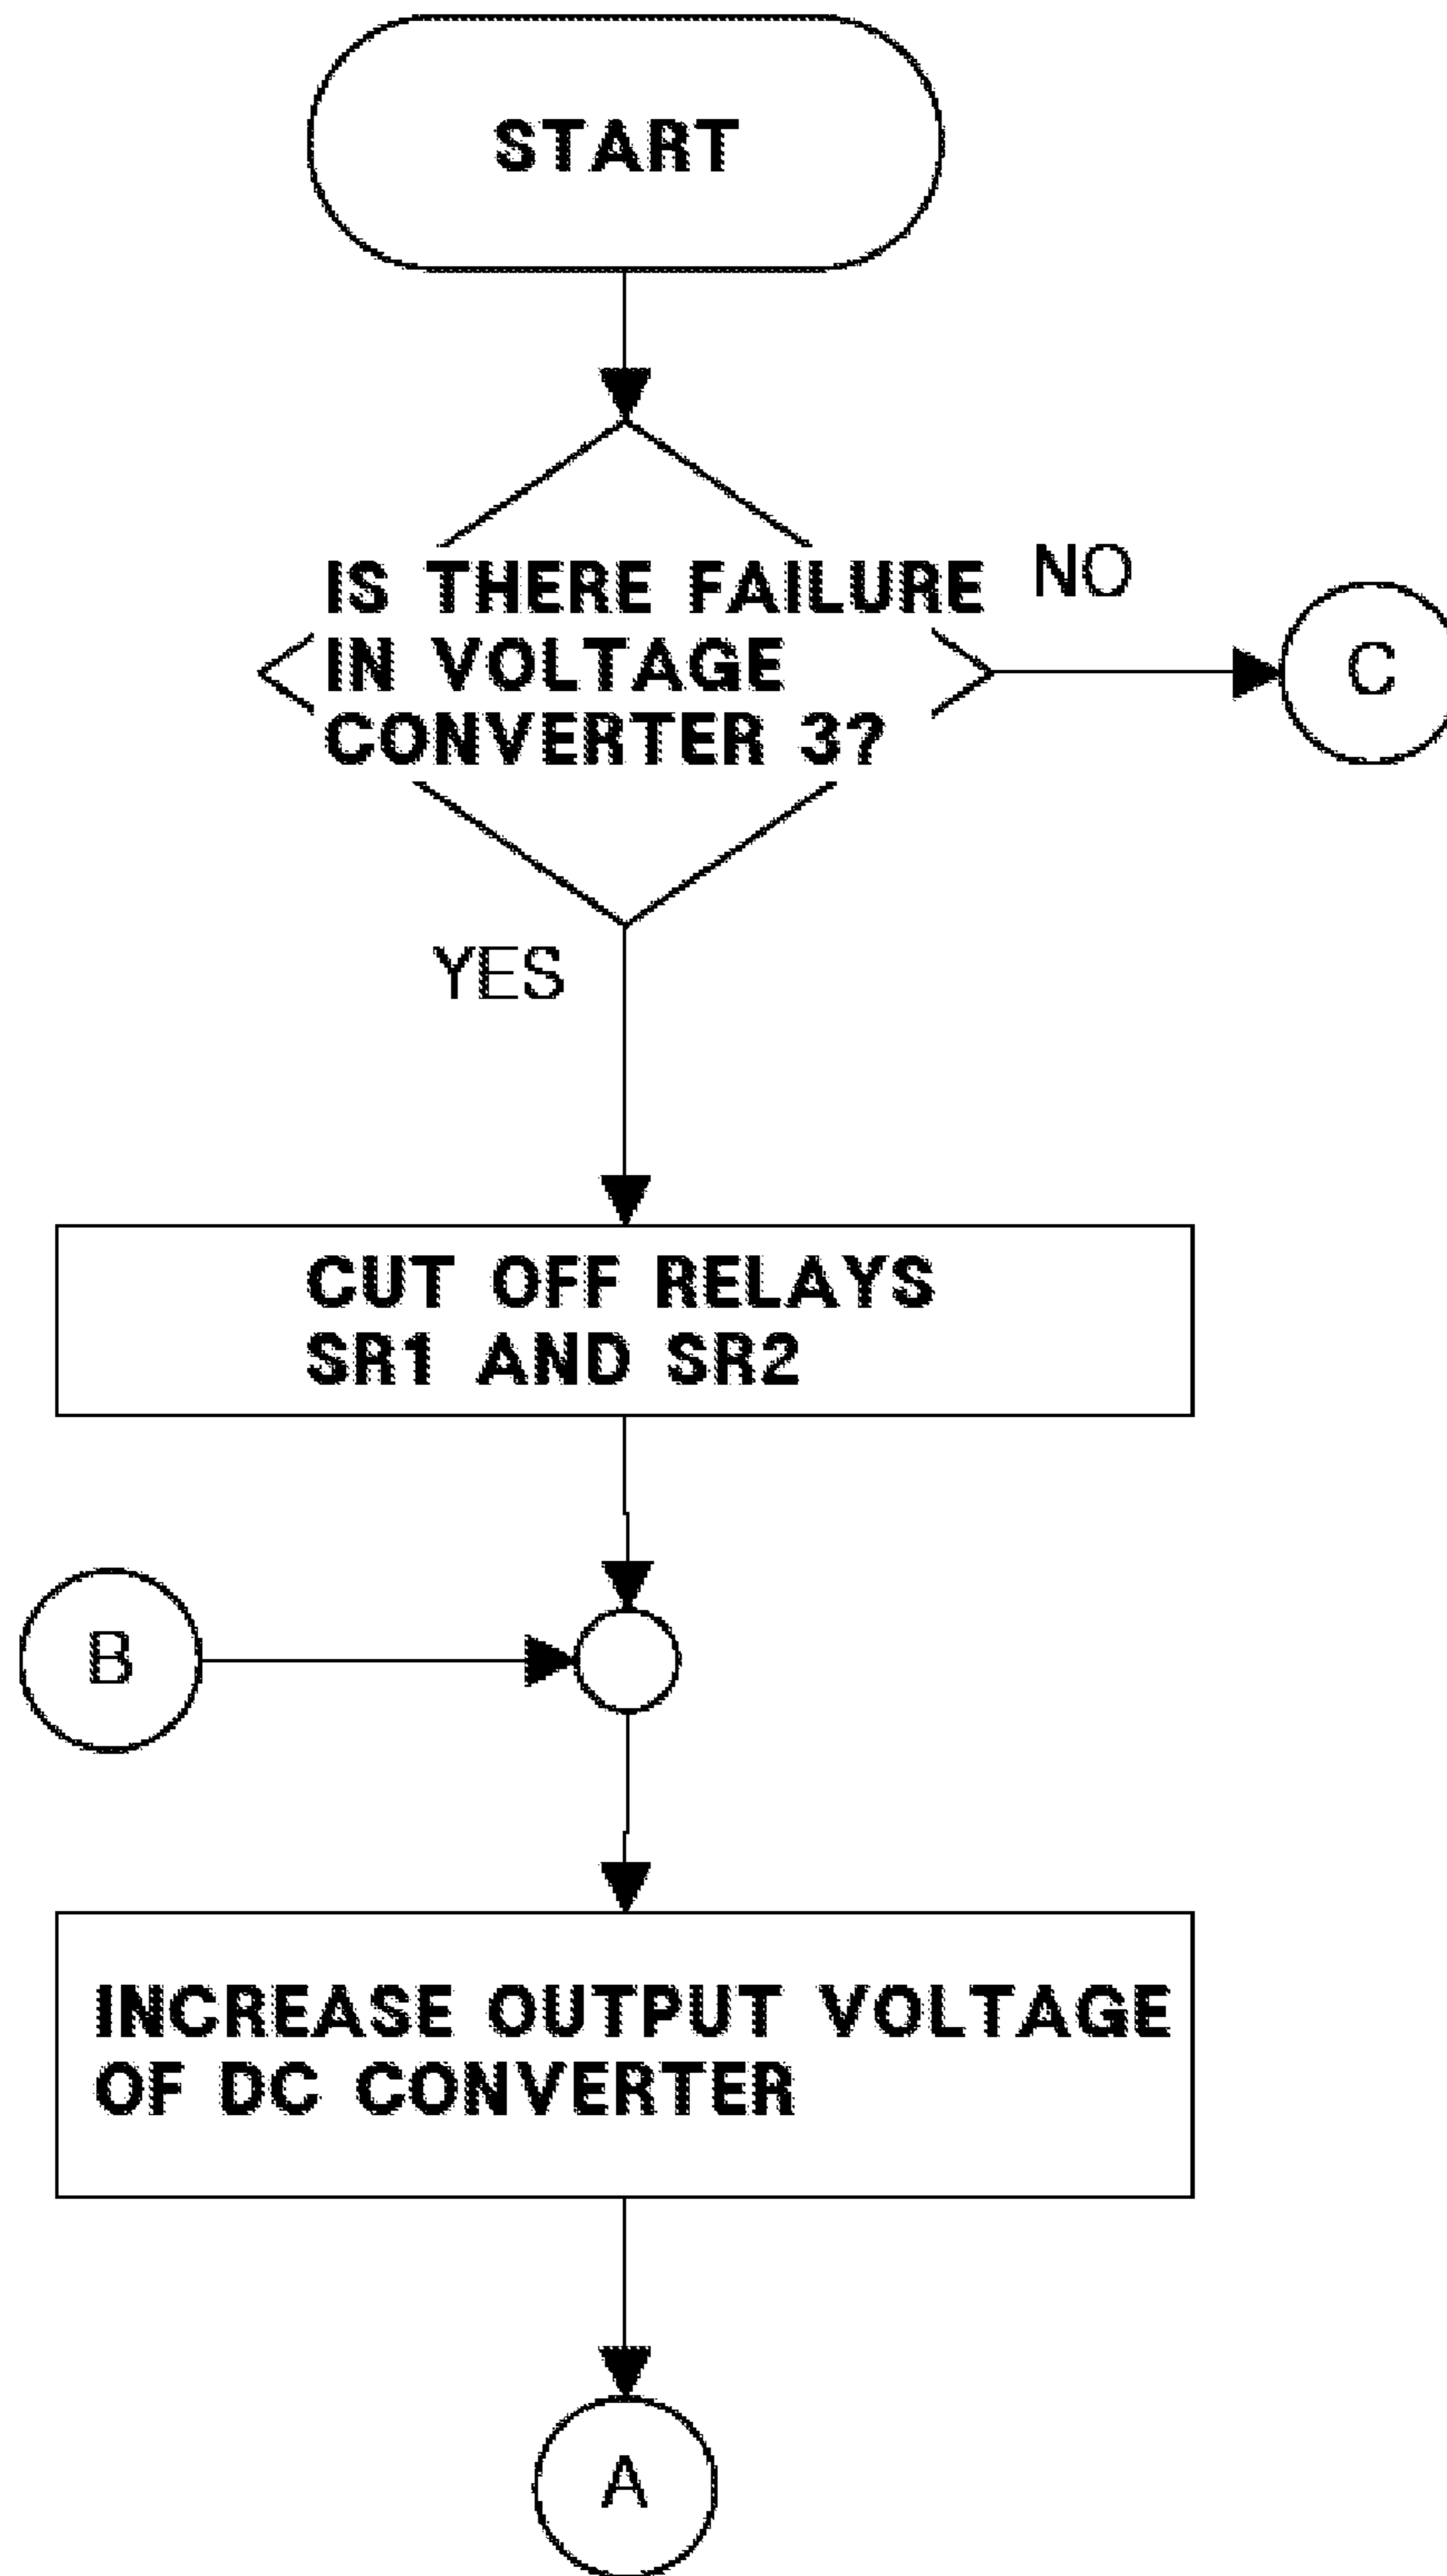 START
IS THERE FAILURE
IN VOLTAGE
CONVERTER 3?
NO
C
YES
CUT OFF RELAYS
SR1 AND SR2
B
INCREASE OUTPUT VOLTAGE
OF DC CONVERTER
A